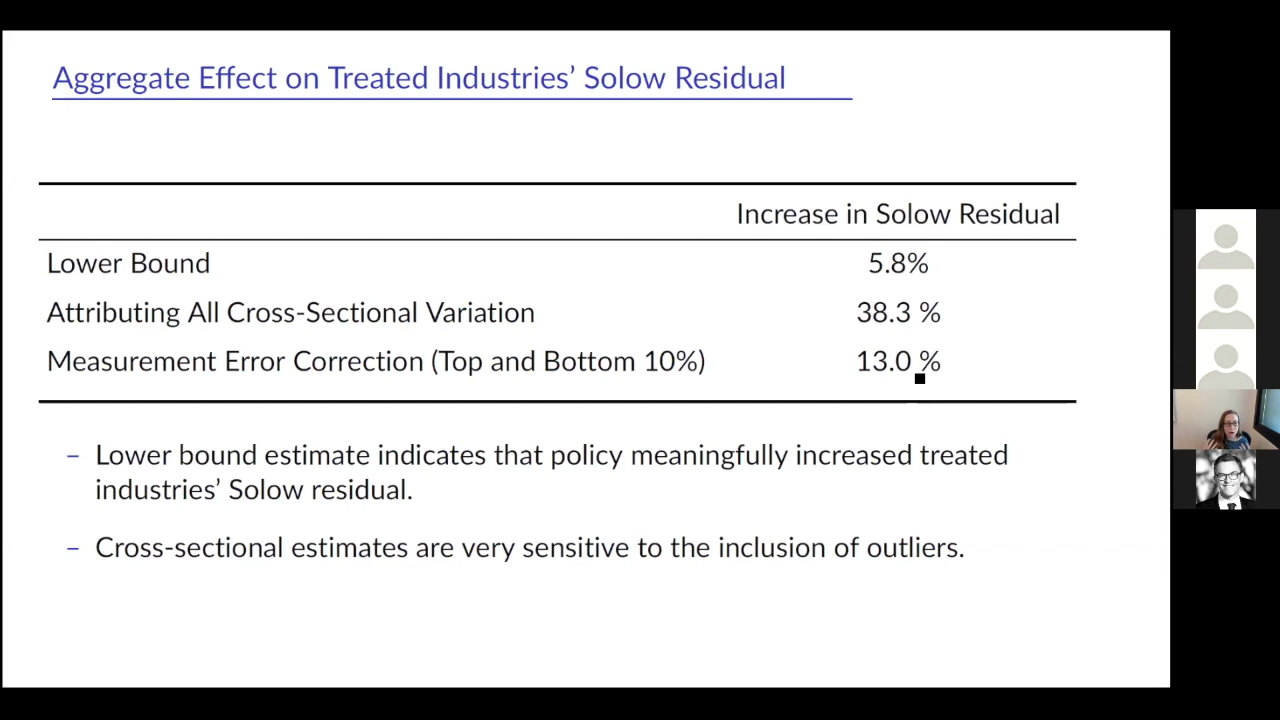 Aggregate Effect on Treated Industries' Solow Residual
Increase in Solow Residual
Lower Bound 5.8%
Attributing All Cross-Sectional Variation 38.3 %
Measurement Error Correction (Top and Bottom 10%) 13.0 %
– Lower bound estimate indicates that policy meaningfully increased treated
industries' Solow residual.
– Cross-sectional estimates are very sensitive to the inclusion of outliers.